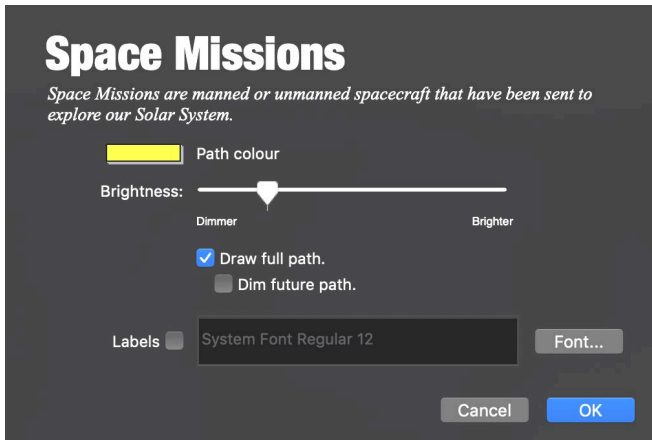 Space Missions
Space Missions are manned or unmanned spacecraft that have been sent to
explore our Solar System.
Path colour
Brightness:
Dimmer Brighter
Draw full path.
Dim future path.
Labels System Font Regular 12 Font...
Cancel OK